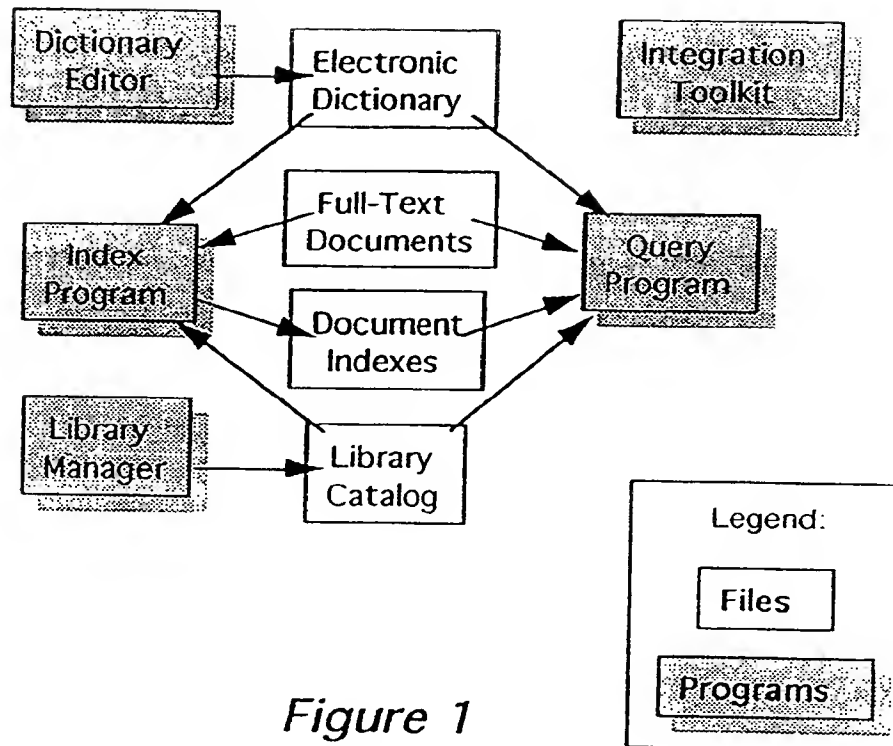 Dictionary
Editor
Electronic
Dictionary
Integration
Toolkit
Full-Text
Documents
Index
Program
Query
Program
Document
Indexes
Library
Manager
Library
Catalog
Legend:
Files
Programs
Figure 1